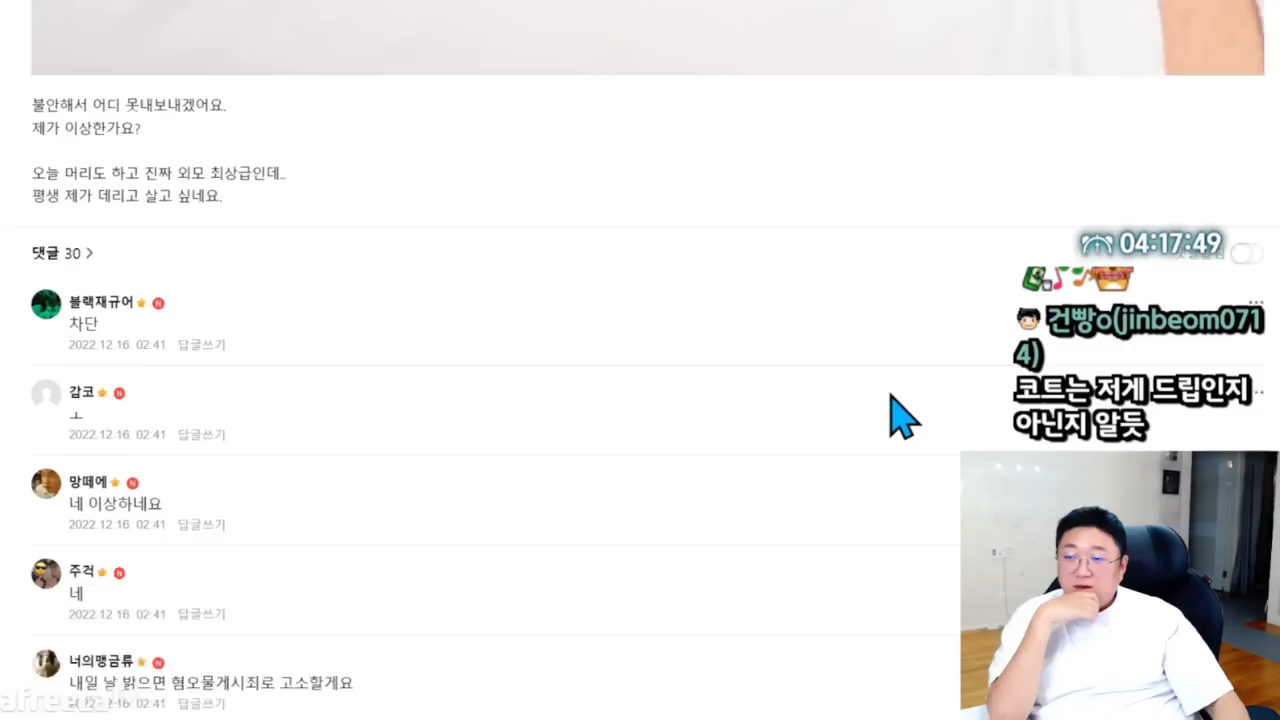 불안해서 어디 못내보내겠어요.
제가 이상한가요?
오늘 머리도 하고 진짜 외모 최상급인데..
평생 제가 데리고 살고 싶네요.
댓글 30 >
04:17:49
블랙재규어 N
차단
2022.12.16. 02:41 답글쓰기
건빵o(jinbeom071
4)
코트는 저게 드립인지
아닌지 알듯
감코 N
ㅗ
2022.12.16. 02:41 답글쓰기
망떼에 N
네 이상하네요
2022.12.16. 02:41 답글쓰기
주걱 N
네
2022.12.16. 02:41 답글쓰기
너의맹금류 N
내일 날 밝으면 혐오물게시죄로 고소할게요
02:41 답글쓰기
afreeca